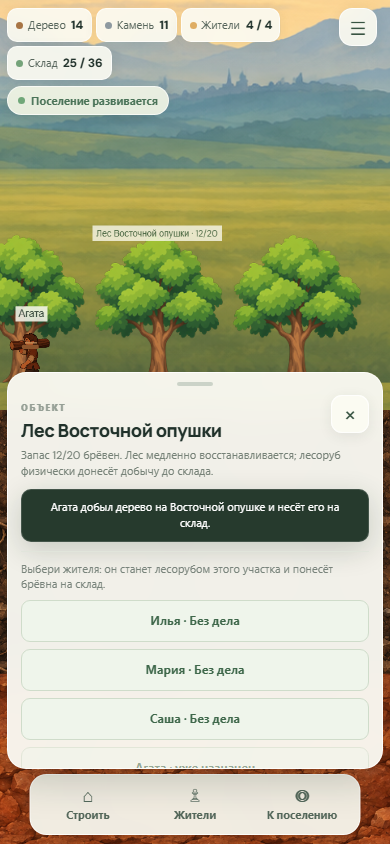 Дерево 14
Камень 11
Жители 4 / 4
Склад 25 / 36
Поселение развивается
Лес Восточной опушки · 12/20
Агата
ОБЪЕКТ
Лес Восточной опушки
Запас 12/20 брёвен. Лес медленно восстанавливается; лесоруб
физически донесёт добычу до склада.
Агата добыл дерево на Восточной опушке и несёт его на
склад.
Выбери жителя: он станет лесорубом этого участка и понесёт
брёвна на склад.
Илья · Без дела
Мария · Без дела
Саша · Без дела
Агата · уже назначен
Строить
Жители
К поселению